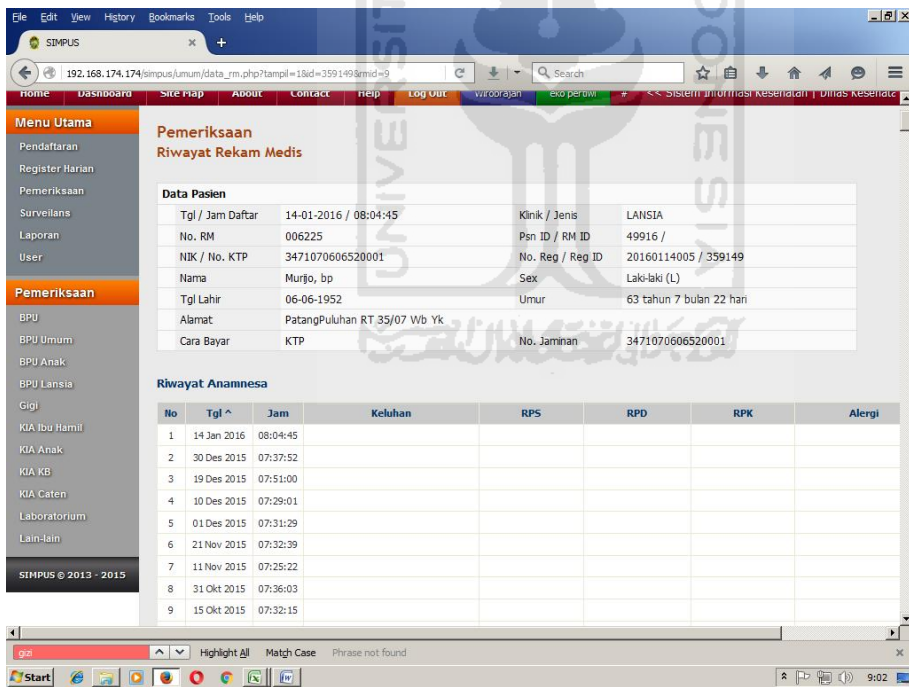 File Edit View History Bookmarks Tools Help
SIMPUS
192.168.174.174/simpus/umum/data_rm.php?tampil=1&id=359149&rmid=9
Search
Home Dashboard Site Map About Contact Help Log Out Wirobrajan eko pertiwi # << Sistem Informasi Kesehatan | Dinas Kesehata
Menu Utama
Pendaftaran
Register Harian
Pemeriksaan
Surveilans
Laporan
User
Pemeriksaan
BPU
BPU Umum
BPU Anak
BPU Lansia
Gigi
KIA Ibu Hamil
KIA Anak
KIA KB
KIA Caten
Laboratorium
Lain-lain
SIMPUS © 2013 - 2015
Pemeriksaan
Riwayat Rekam Medis
Data Pasien
Tgl / Jam Daftar 14-01-2016 / 08:04:45 Klinik / Jenis LANSIA
No. RM 006225 Psn ID / RM ID 49916 /
NIK / No. KTP 3471070606520001 No. Reg / Reg ID 20160114005 / 359149
Nama Murijo, bp Sex Laki-laki (L)
Tgl Lahir 06-06-1952 Umur 63 tahun 7 bulan 22 hari
Alamat PatangPuluhan RT 35/07 Wb Yk
Cara Bayar KTP No. Jaminan 3471070606520001
Riwayat Anamnesa
No Tgl ^ Jam Keluhan RPS RPD RPK Alergi
1 14 Jan 2016 08:04:45
2 30 Des 2015 07:37:52
3 19 Des 2015 07:51:00
4 10 Des 2015 07:29:01
5 01 Des 2015 07:31:29
6 21 Nov 2015 07:32:39
7 11 Nov 2015 07:25:22
8 31 Okt 2015 07:36:03
9 15 Okt 2015 07:32:15
gizi Highlight All Match Case Phrase not found
Start 9:02
UNIVERSIT
ONESIA